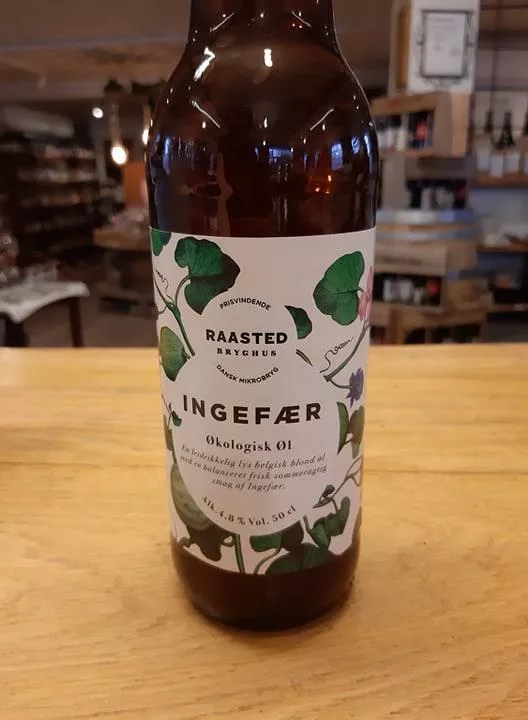 PRISVINDENDE
RAASTED
BRYGHUS
DANSK MIKROBRYG
INGEFÆR
Økologisk Øl
En letdrikkelig lys belgisk blond øl
med en balanceret frisk sommeragtig
smag af Ingefær.
Alk. 4,8 % Vol. 50 cl